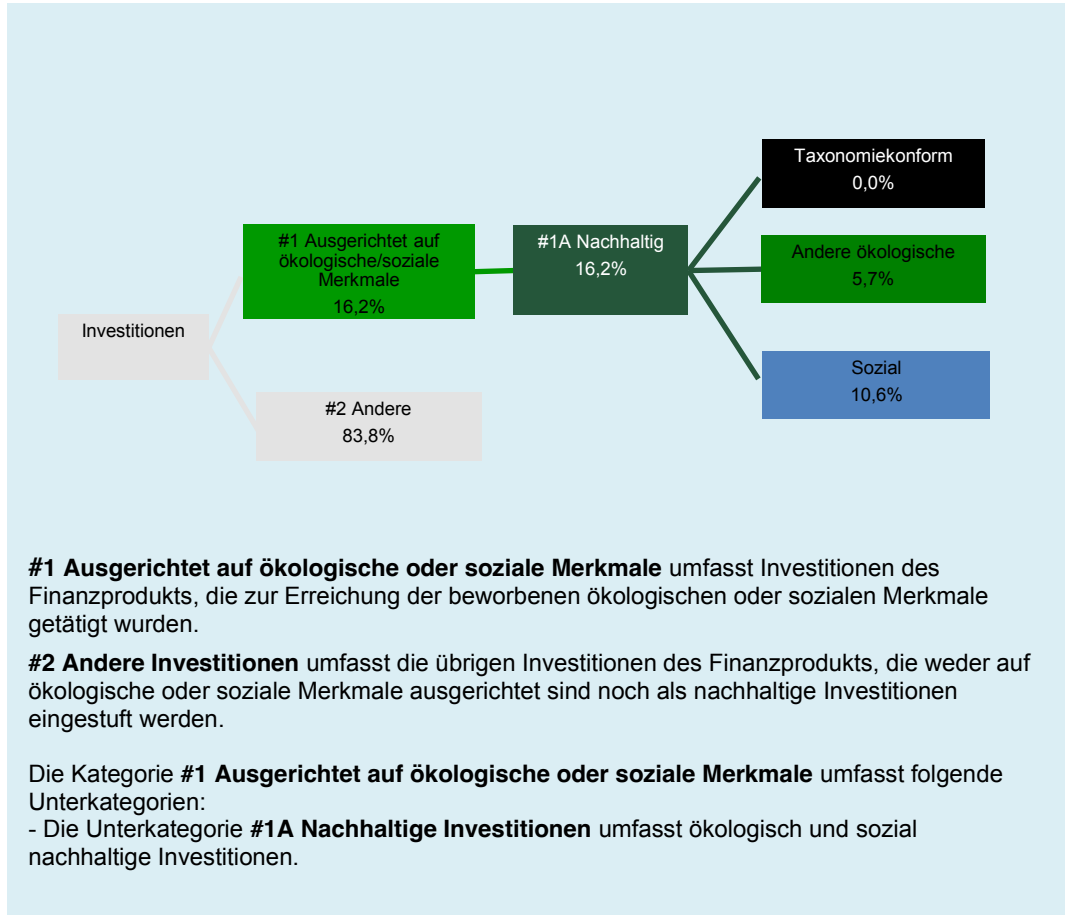 Taxonomiekonform
0,0%
#1 Ausgerichtet auf
ökologische/soziale
Merkmale
16,2%
#1A Nachhaltig
16,2%
Andere ökologische
5,7%
Investitionen
Sozial
10,6%
#2 Andere
83,8%
#1 Ausgerichtet auf ökologische oder soziale Merkmale umfasst Investitionen des
Finanzprodukts, die zur Erreichung der beworbenen ökologischen oder sozialen Merkmale
getätigt wurden.
#2 Andere Investitionen umfasst die übrigen Investitionen des Finanzprodukts, die weder auf
ökologische oder soziale Merkmale ausgerichtet sind noch als nachhaltige Investitionen
eingestuft werden.
Die Kategorie #1 Ausgerichtet auf ökologische oder soziale Merkmale umfasst folgende
Unterkategorien:
- Die Unterkategorie #1A Nachhaltige Investitionen umfasst ökologisch und sozial
nachhaltige Investitionen.